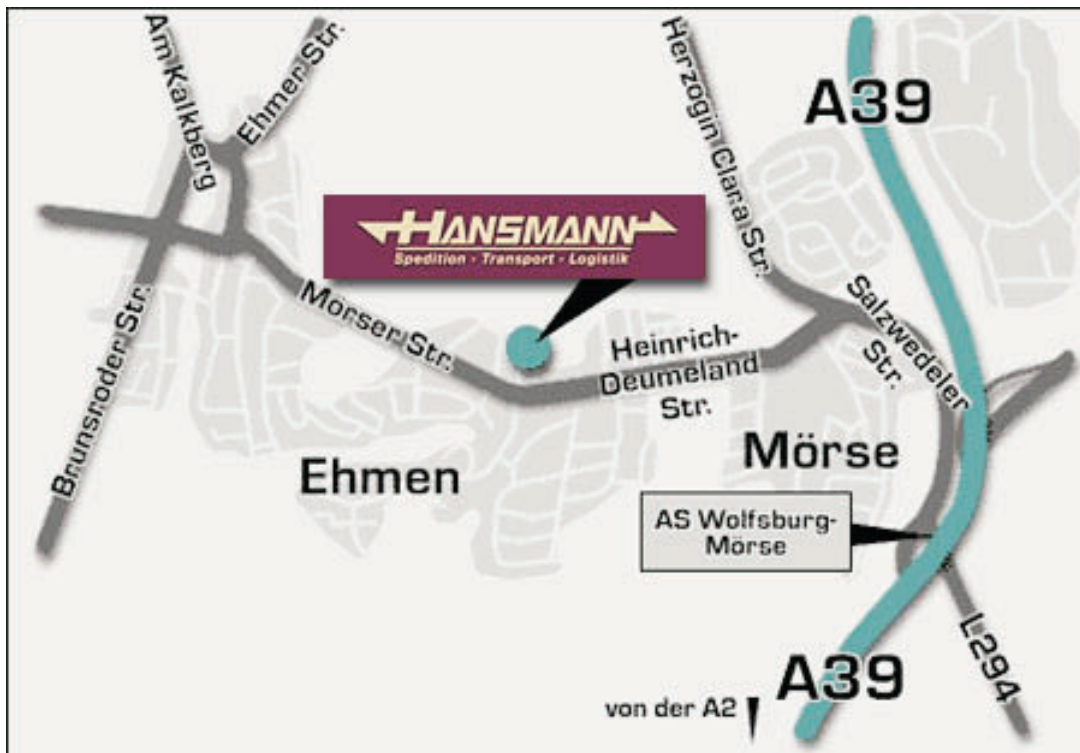 Am Kalkberg
Ehmer Str.
Herzogin Clara Str.
A39
HANSMANN
Spedition - Transport - Logistik
Brunsroder Str.
Mörser Str.
Heinrich-
Deumeland
Str.
Salzwedeler
Str.
Ehmen
Mörse
AS Wolfsburg-
Mörse
L294
A39
von der A2